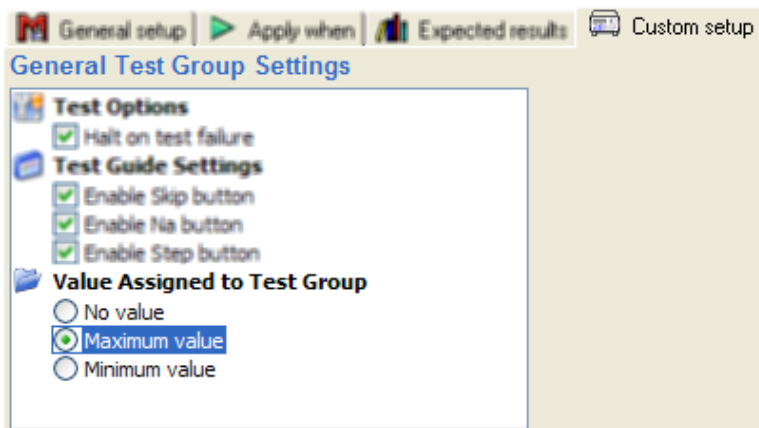 General setup Apply when Expected results Custom setup
General Test Group Settings
Test Options
Halt on test failure
Test Guide Settings
Enable Skip button
Enable Na button
Enable Step button
Value Assigned to Test Group
No value
Maximum value
Minimum value